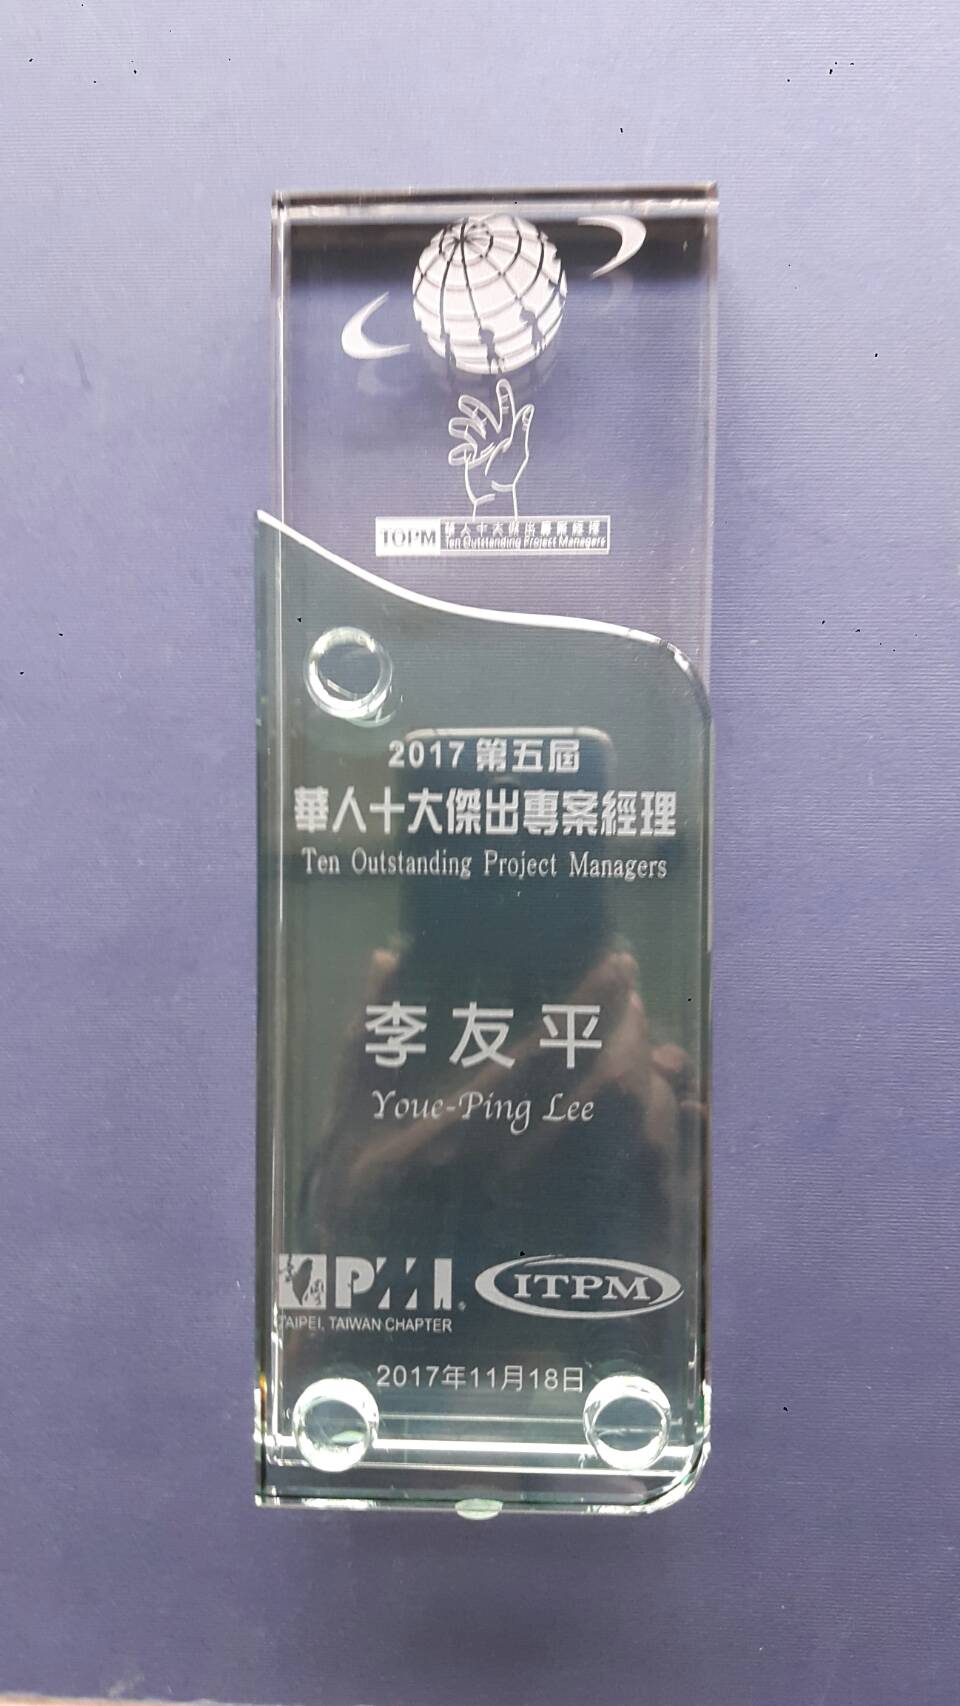 TOPM 華人十大傑出專案經理
Ten Outstanding Project Managers
2017 第五屆
華人十大傑出專案經理
Ten Outstanding Project Managers
李友平
Youe-Ping Lee
PMI® ITPM
TAIPEI, TAIWAN CHAPTER
2017年11月18日